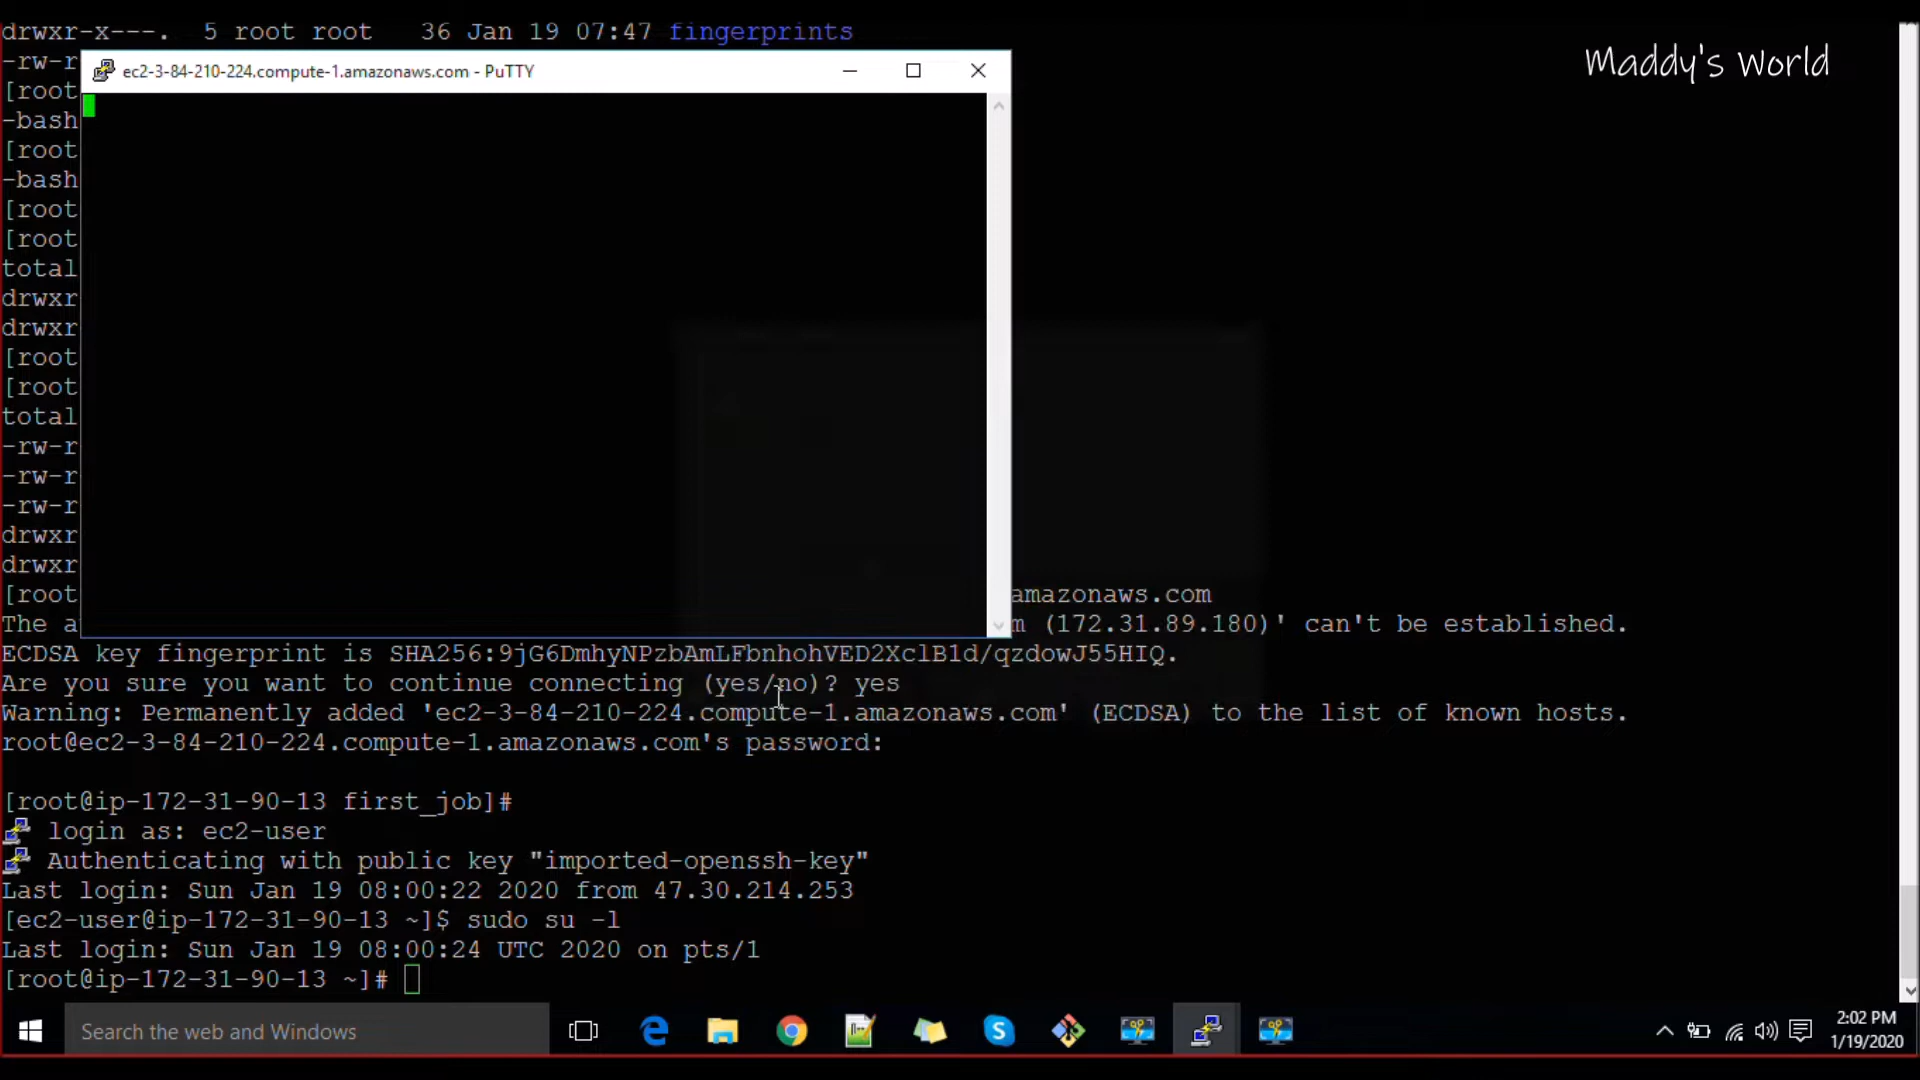 drwxr-x---. 5 root root 36 Jan 19 07:47 fingerprints
Maddy's World
-rw-r
ec2-3-84-210-224.compute-1.amazonaws.com - PuTTY
[root
-bash
[root
-bash
[root
[root
total
drwxr
drwxr
[root
[root
total
-rw-r
-rw-r
-rw-r
drwxr
drwxr
[root amazonaws.com
The a m (172.31.89.180)' can't be established.
ECDSA key fingerprint is SHA256:9jG6DmhyNPzbAmLFbnhohVED2XclB1d/qzdowJ55HIQ.
Are you sure you want to continue connecting (yes/no)? yes
Warning: Permanently added 'ec2-3-84-210-224.compute-1.amazonaws.com' (ECDSA) to the list of known hosts.
root@ec2-3-84-210-224.compute-1.amazonaws.com's password:
[root@ip-172-31-90-13 first_job]#
login as: ec2-user
Authenticating with public key "imported-openssh-key"
Last login: Sun Jan 19 08:00:22 2020 from 47.30.214.253
[ec2-user@ip-172-31-90-13 ~]$ sudo su -l
Last login: Sun Jan 19 08:00:24 UTC 2020 on pts/1
[root@ip-172-31-90-13 ~]#
Search the web and Windows
2:02 PM
1/19/2020